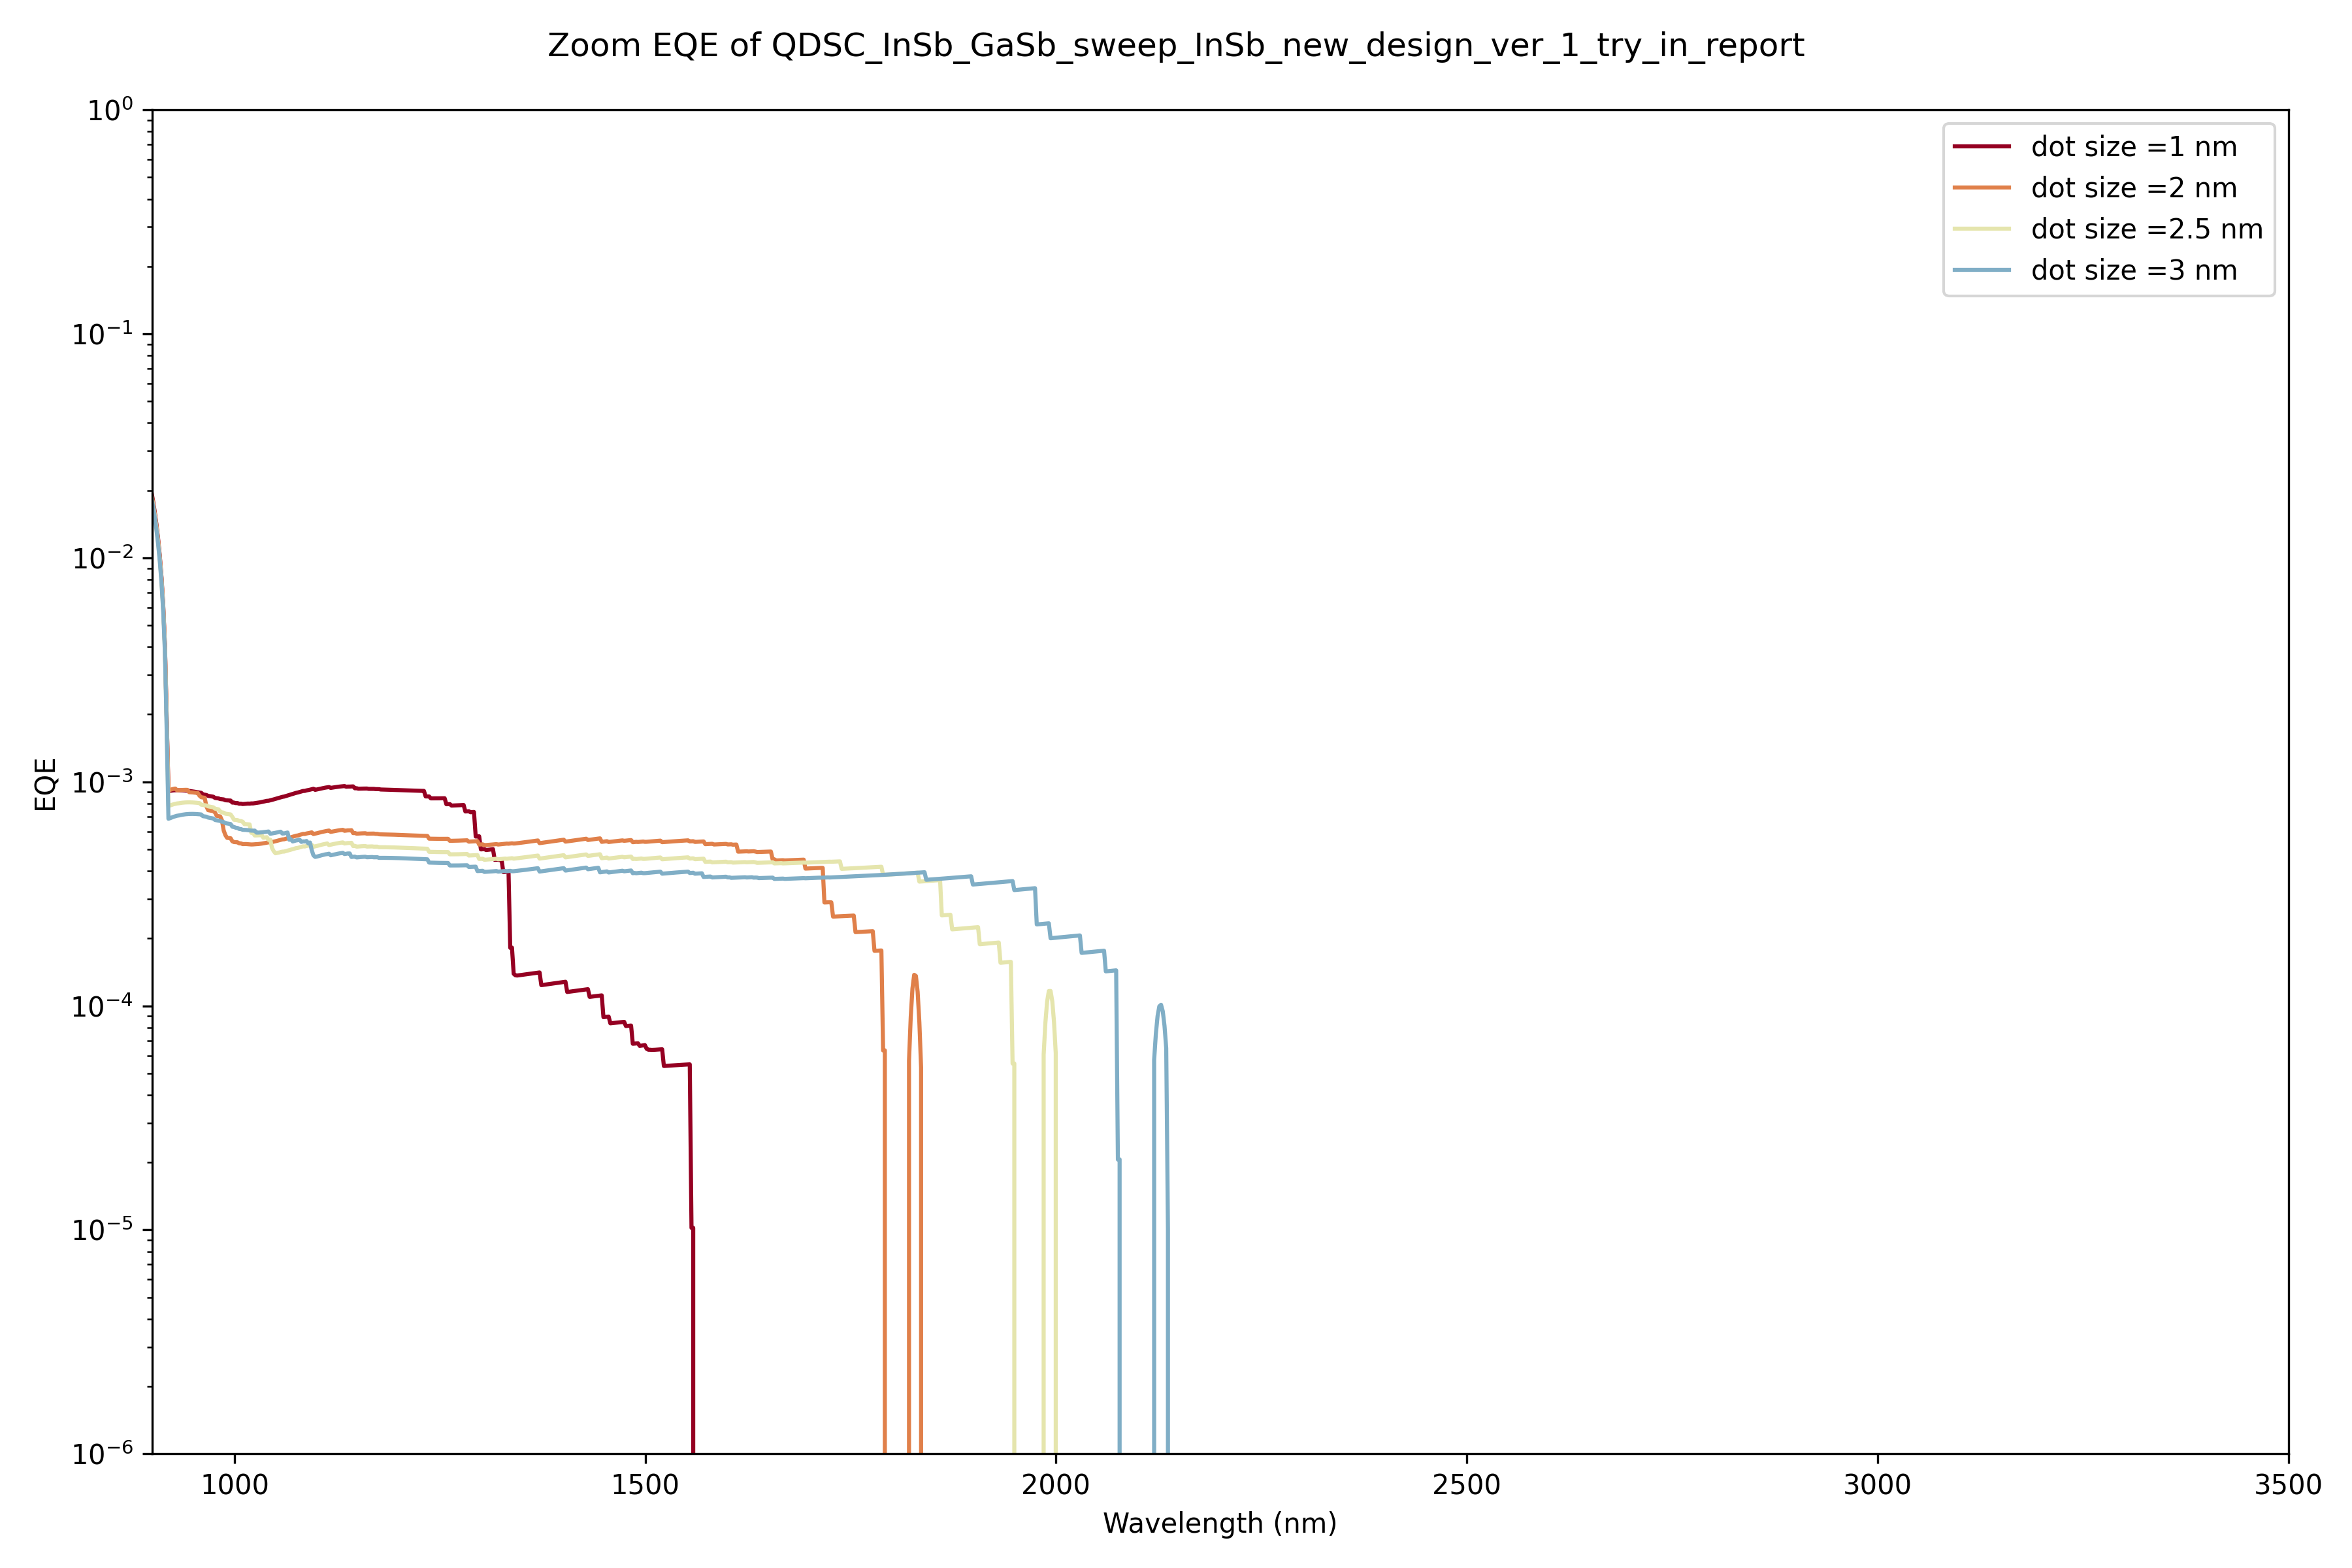 Zoom EQE of QDSC_InSb_GaSb_sweep_InSb_new_design_ver_1_try_in_report
10⁰
10⁻¹
10⁻²
10⁻³
10⁻⁴
10⁻⁵
10⁻⁶
EQE
dot size =1 nm
dot size =2 nm
dot size =2.5 nm
dot size =3 nm
1000 1500 2000 2500 3000 3500
Wavelength (nm)